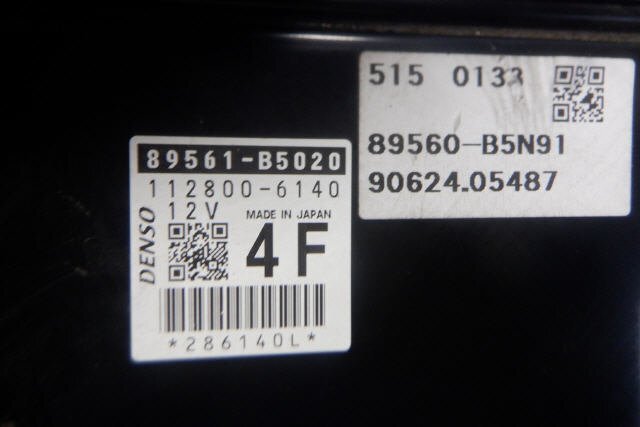 515 0133
89560-B5N91
90624.05487
89561-B5020
112800-6140
12V MADE IN JAPAN
DENSO
4F
*286140L*